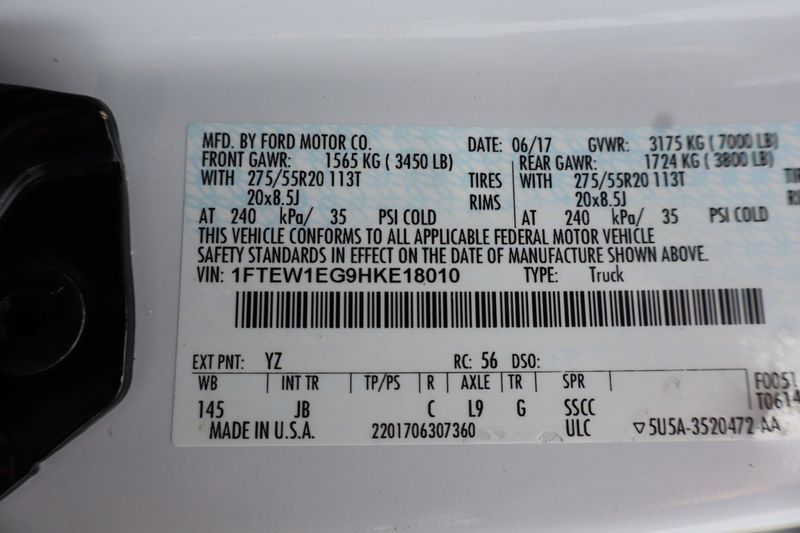 MFD. BY FORD MOTOR CO. DATE: 06/17 GVWR: 3175 KG ( 7000 LB)
FRONT GAWR: 1565 KG ( 3450 LB) REAR GAWR: 1724 KG ( 3800 LB)
WITH 275/55R20 113T TIRES WITH 275/55R20 113T TIR
20x8.5J RIMS 20x8.5J RI
AT 240 kPa/ 35 PSI COLD AT 240 kPa/ 35 PSI COLD
THIS VEHICLE CONFORMS TO ALL APPLICABLE FEDERAL MOTOR VEHICLE
SAFETY STANDARDS IN EFFECT ON THE DATE OF MANUFACTURE SHOWN ABOVE.
VIN: 1FTEW1EG9HKE18010 TYPE: Truck
EXT PNT: YZ RC: 56 DSO:
WB INT TR TP/PS R AXLE TR SPR F0051
145 JB C L9 G SSCC T0614
MADE IN U.S.A. 2201706307360 ULC ▽5U5A-3520472-AA